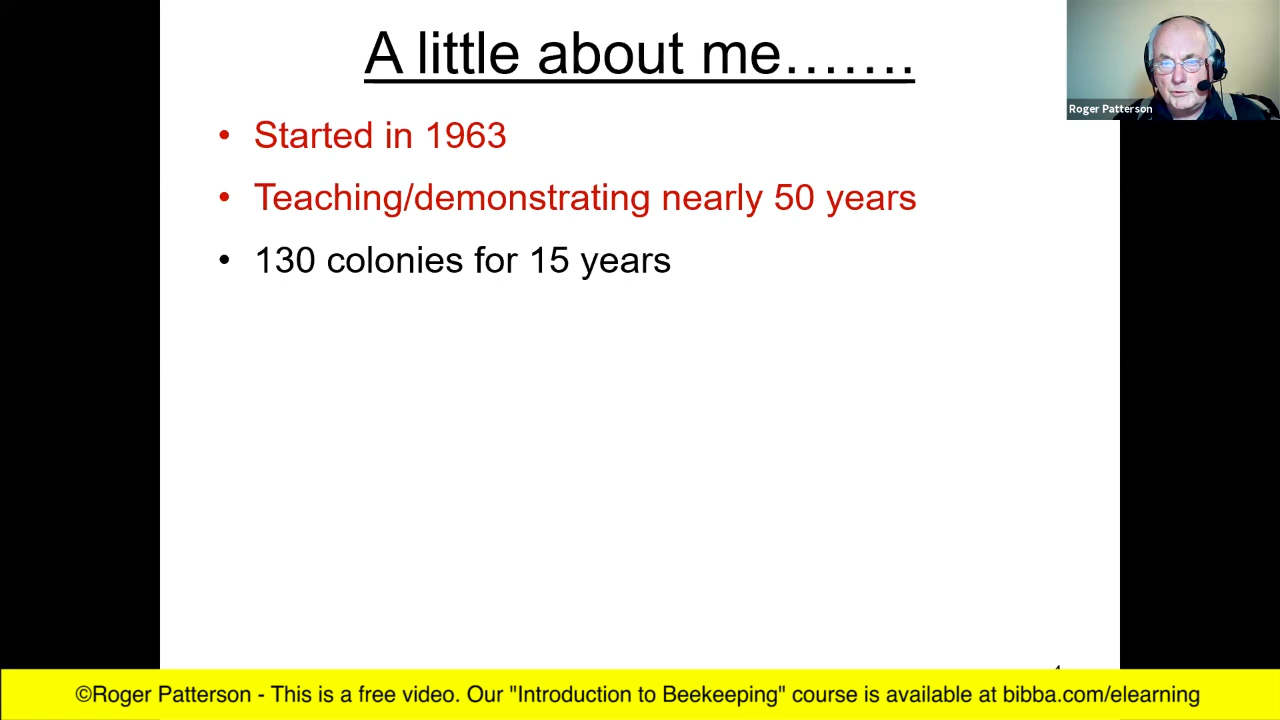 A little about me…….
Roger Patterson
• Started in 1963
• Teaching/demonstrating nearly 50 years
• 130 colonies for 15 years
©Roger Patterson - This is a free video. Our "Introduction to Beekeeping" course is available at bibba.com/elearning